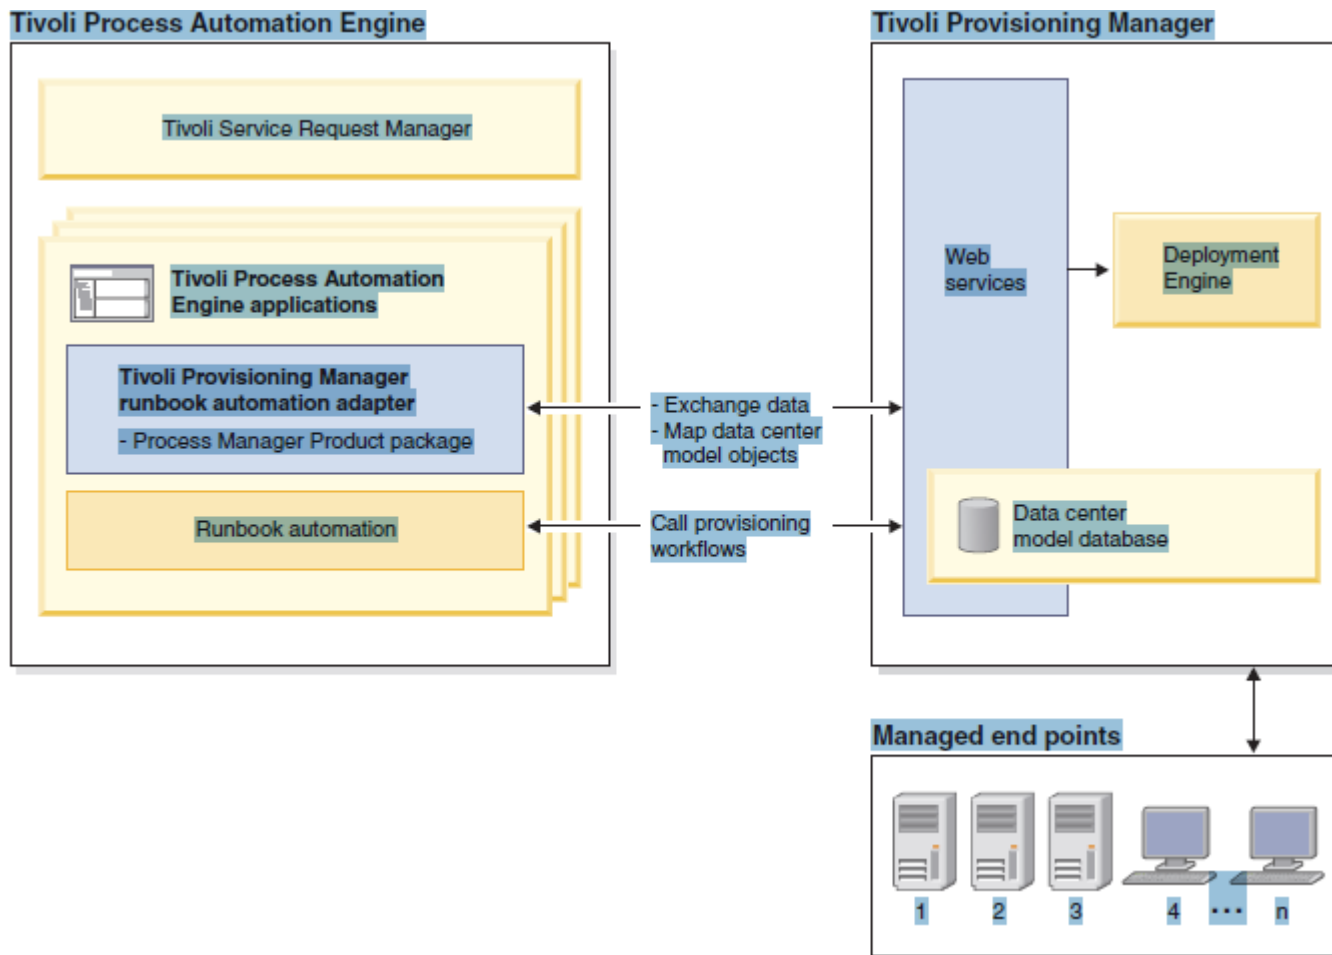 Tivoli Process Automation Engine
Tivoli Service Request Manager
Tivoli Process Automation
Engine applications
Tivoli Provisioning Manager
runbook automation adapter
- Process Manager Product package
Runbook automation
- Exchange data
- Map data center
model objects
Call provisioning
workflows
Tivoli Provisioning Manager
Web
services
Deployment
Engine
Data center
model database
Managed end points
1 2 3 4 ... n